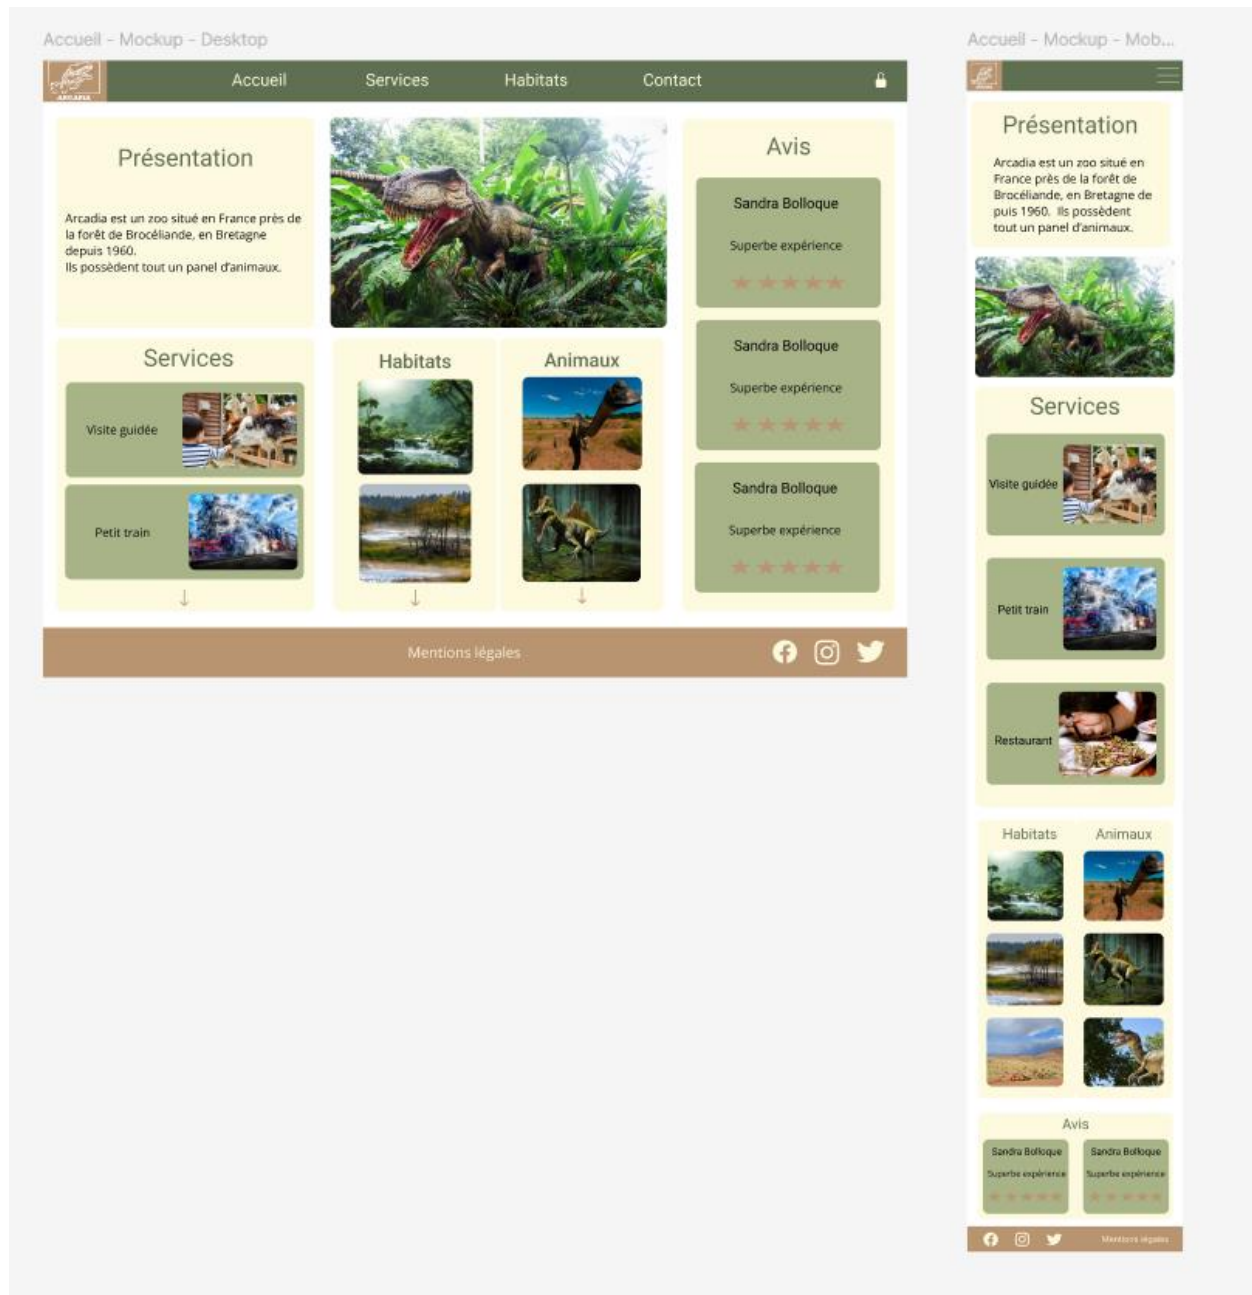 Accueil - Mockup - Desktop
ARCADIA
Accueil
Services
Habitats
Contact
Présentation
Arcadia est un zoo situé en France près de
la forêt de Brocéliande, en Bretagne
depuis 1960.
Ils possèdent tout un panel d'animaux.
Avis
Sandra Bolloque
Superbe expérience
Sandra Bolloque
Superbe expérience
Sandra Bolloque
Superbe expérience
Services
Visite guidée
Petit train
Habitats
Animaux
Mentions légales
Accueil - Mockup - Mob...
Présentation
Arcadia est un zoo situé en
France près de la forêt de
Brocéliande, en Bretagne de
puis 1960. Ils possèdent
tout un panel d'animaux.
Services
Visite guidée
Petit train
Restaurant
Habitats
Animaux
Avis
Sandra Bolloque
Superbe expérience
Sandra Bolloque
Superbe expérience
Mentions légales